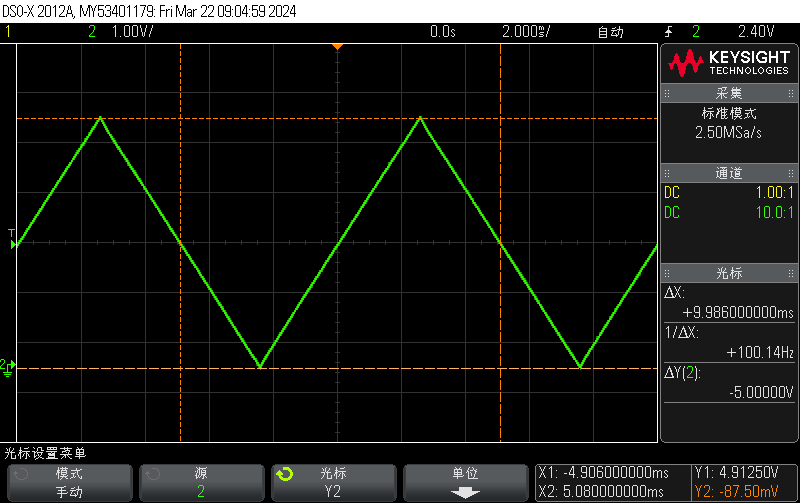 DSO-X 2012A, MY53401179: Fri Mar 22 09:04:59 2024
1 2 1.00V/ 0.0s 2.000ms/ 自动 2 2.40V
KEYSIGHT
TECHNOLOGIES
采集
标准模式
2.50MSa/s
通道
DC 1.00:1
DC 10.0:1
光标
ΔX:
+9.986000000ms
1/ΔX:
+100.14Hz
ΔY(2):
-5.00000V
T
2
光标设置菜单
模式
手动
源
2
光标
Y2
单位
X1: -4.906000000ms
X2: 5.080000000ms
Y1: 4.91250V
Y2: -87.50mV